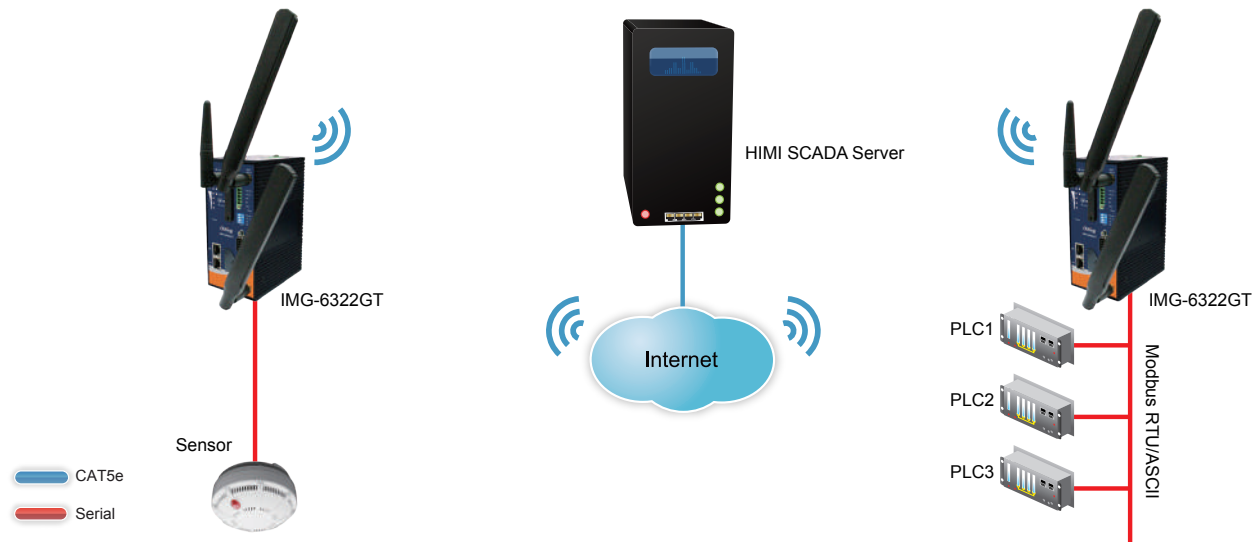 HIMI SCADA Server
IMG-6322GT
IMG-6322GT
PLC1
Internet
Modbus RTU/ASCII
PLC2
Sensor
PLC3
CAT5e
Serial